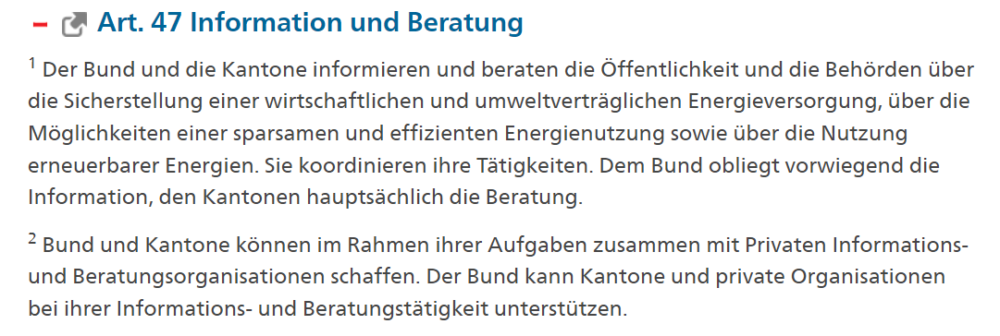 Art. 47 Information und Beratung
1 Der Bund und die Kantone informieren und beraten die Öffentlichkeit und die Behörden über
die Sicherstellung einer wirtschaftlichen und umweltverträglichen Energieversorgung, über die
Möglichkeiten einer sparsamen und effizienten Energienutzung sowie über die Nutzung
erneuerbarer Energien. Sie koordinieren ihre Tätigkeiten. Dem Bund obliegt vorwiegend die
Information, den Kantonen hauptsächlich die Beratung.
2 Bund und Kantone können im Rahmen ihrer Aufgaben zusammen mit Privaten Informations-
und Beratungsorganisationen schaffen. Der Bund kann Kantone und private Organisationen
bei ihrer Informations- und Beratungstätigkeit unterstützen.